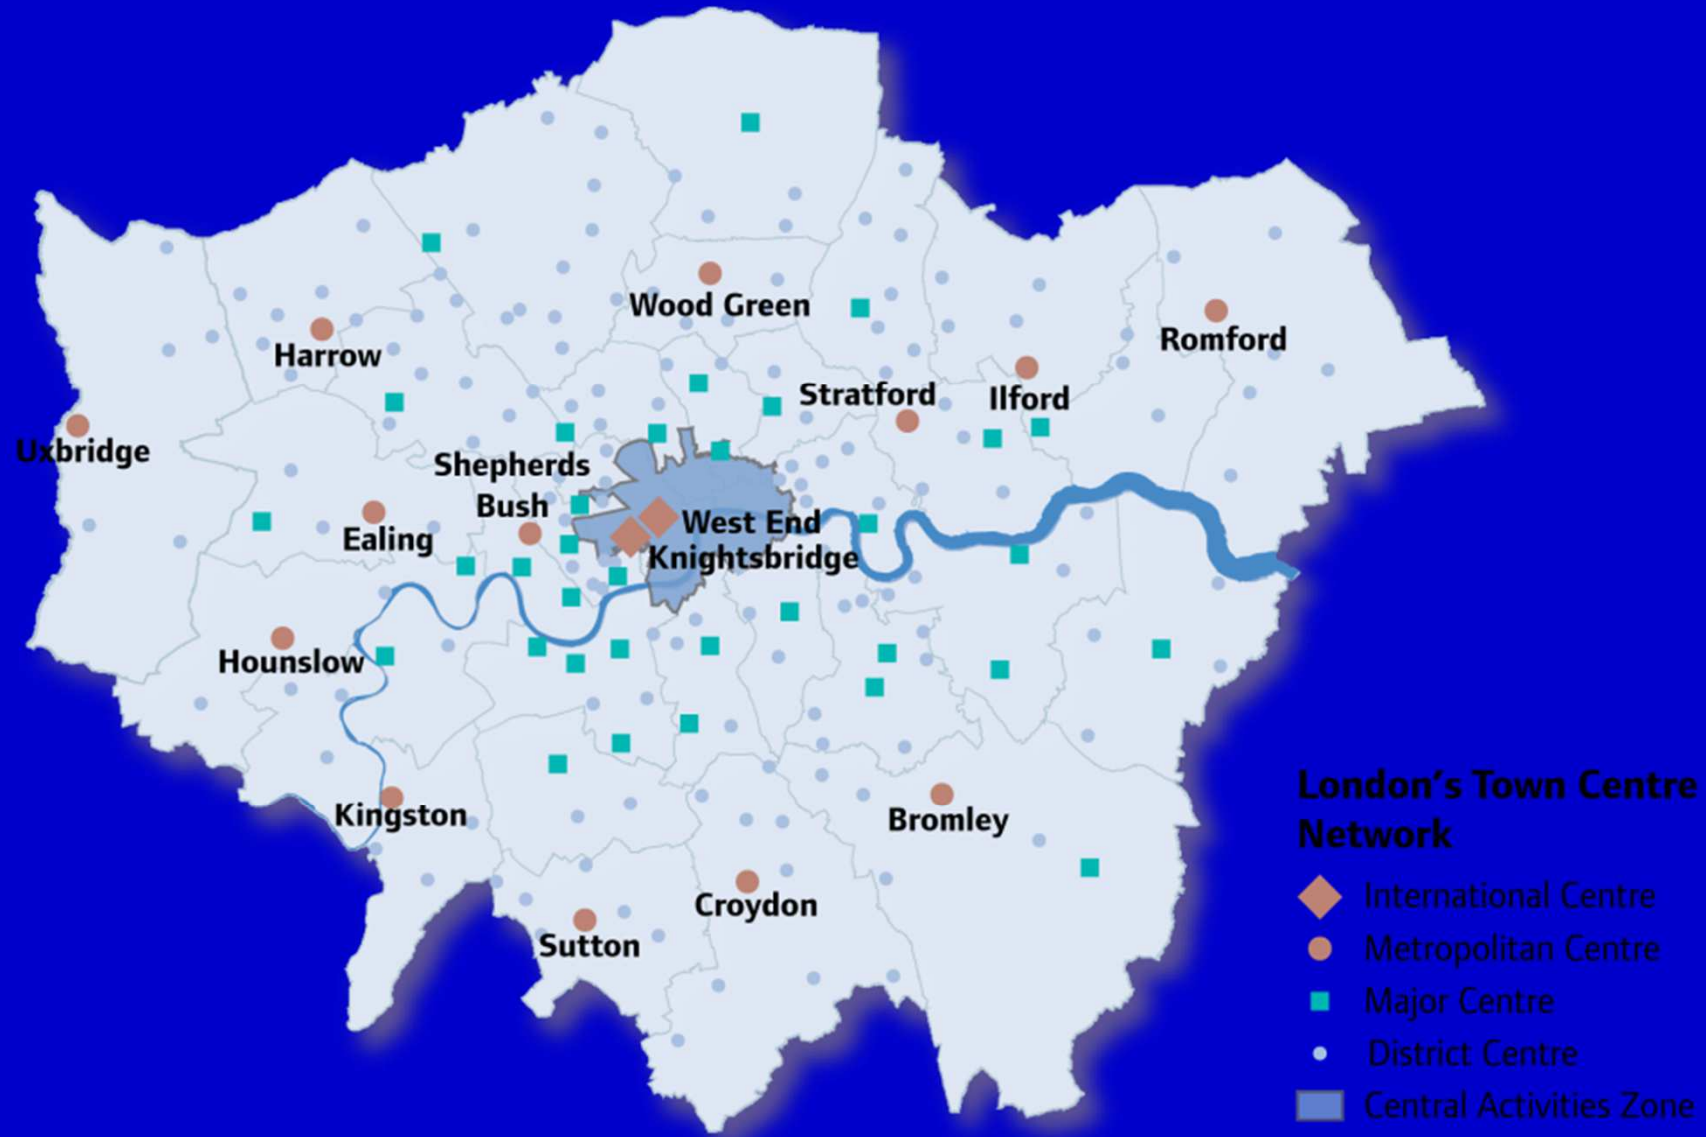 Wood Green
Romford
Harrow
Stratford
Ilford
Uxbridge
Shepherds
Bush
Ealing
West End
Knightsbridge
Hounslow
Kingston
Bromley
Croydon
Sutton
London's Town Centre
Network
International Centre
Metropolitan Centre
Major Centre
District Centre
Central Activities Zone